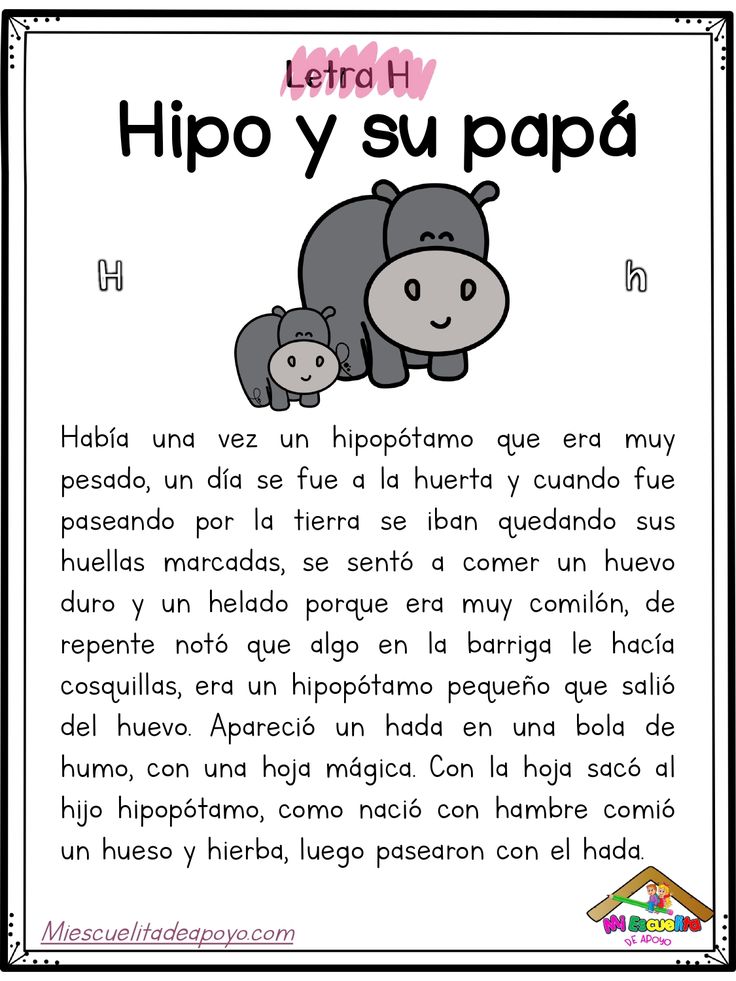 Letra H
Hipo y su papá
H h
Había una vez un hipopótamo que era muy
pesado, un día se fue a la huerta y cuando fue
paseando por la tierra se iban quedando sus
huellas marcadas, se sentó a comer un huevo
duro y un helado porque era muy comilón, de
repente notó que algo en la barriga le hacía
cosquillas, era un hipopótamo pequeño que salió
del huevo. Apareció un hada en una bola de
humo, con una hoja mágica. Con la hoja sacó al
hijo hipopótamo, como nació con hambre comió
un hueso y hierba, luego pasearon con el hada.
Miescuelitadeapoyo.com
Mi Escuelita
DE APOYO